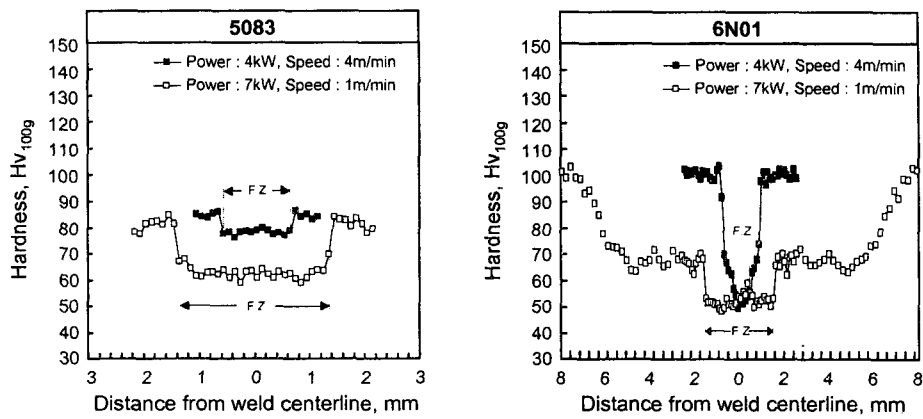 5083
Hardness, Hv100g
150
140
130
120
110
100
90
80
70
60
50
40
30
Power : 4kW, Speed : 4m/min
Power : 7kW, Speed : 1m/min
F Z
F Z
3 2 1 0 1 2 3
Distance from weld centerline, mm
6N01
Hardness, Hv100g
150
140
130
120
110
100
90
80
70
60
50
40
30
Power : 4kW, Speed : 4m/min
Power : 7kW, Speed : 1m/min
F Z
F Z
8 6 4 2 0 2 4 6 8
Distance from weld centerline, mm